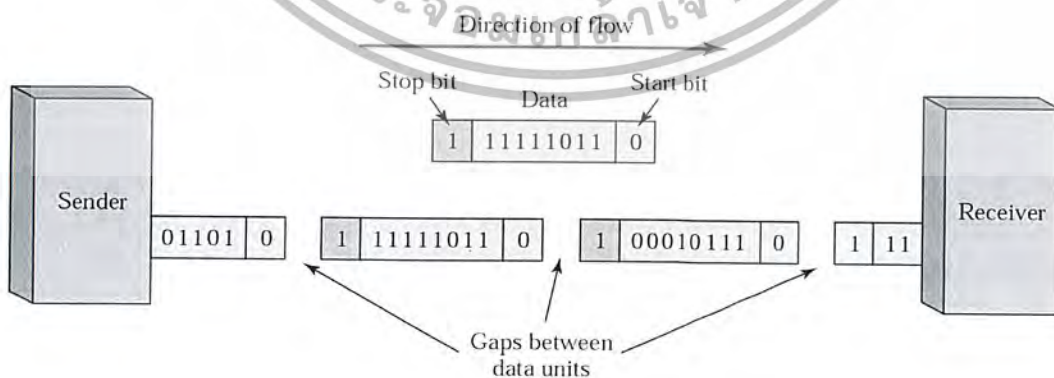 Direction of flow
Stop bit
Data
Start bit
1 11111011 0
Sender
01101 0
1 11111011 0
1 00010111 0
1 11
Receiver
Gaps between
data units